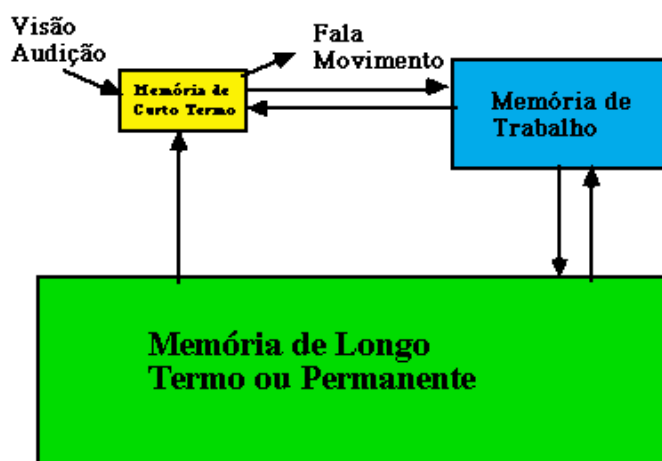 Visão
Audição
Fala
Movimento
Memória de
Curto Termo
Memória de
Trabalho
Memória de Longo
Termo ou Permanente